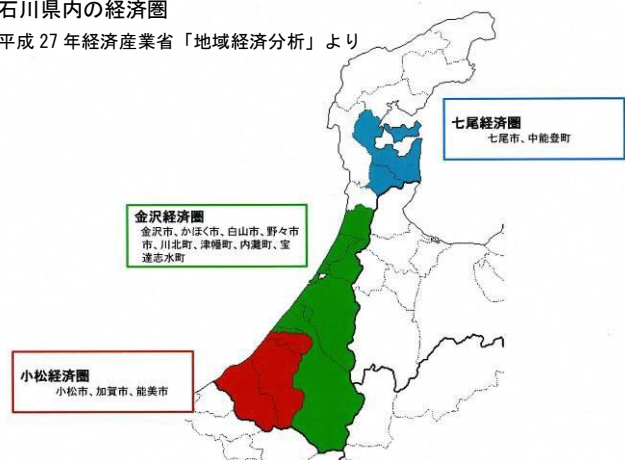 石川県内の経済圏
平成27年経済産業省「地域経済分析」より
七尾経済圏
七尾市、中能登町
金沢経済圏
金沢市、かほく市、白山市、野々市
市、川北町、津幡町、内灘町、宝
達志水町
小松経済圏
小松市、加賀市、能美市